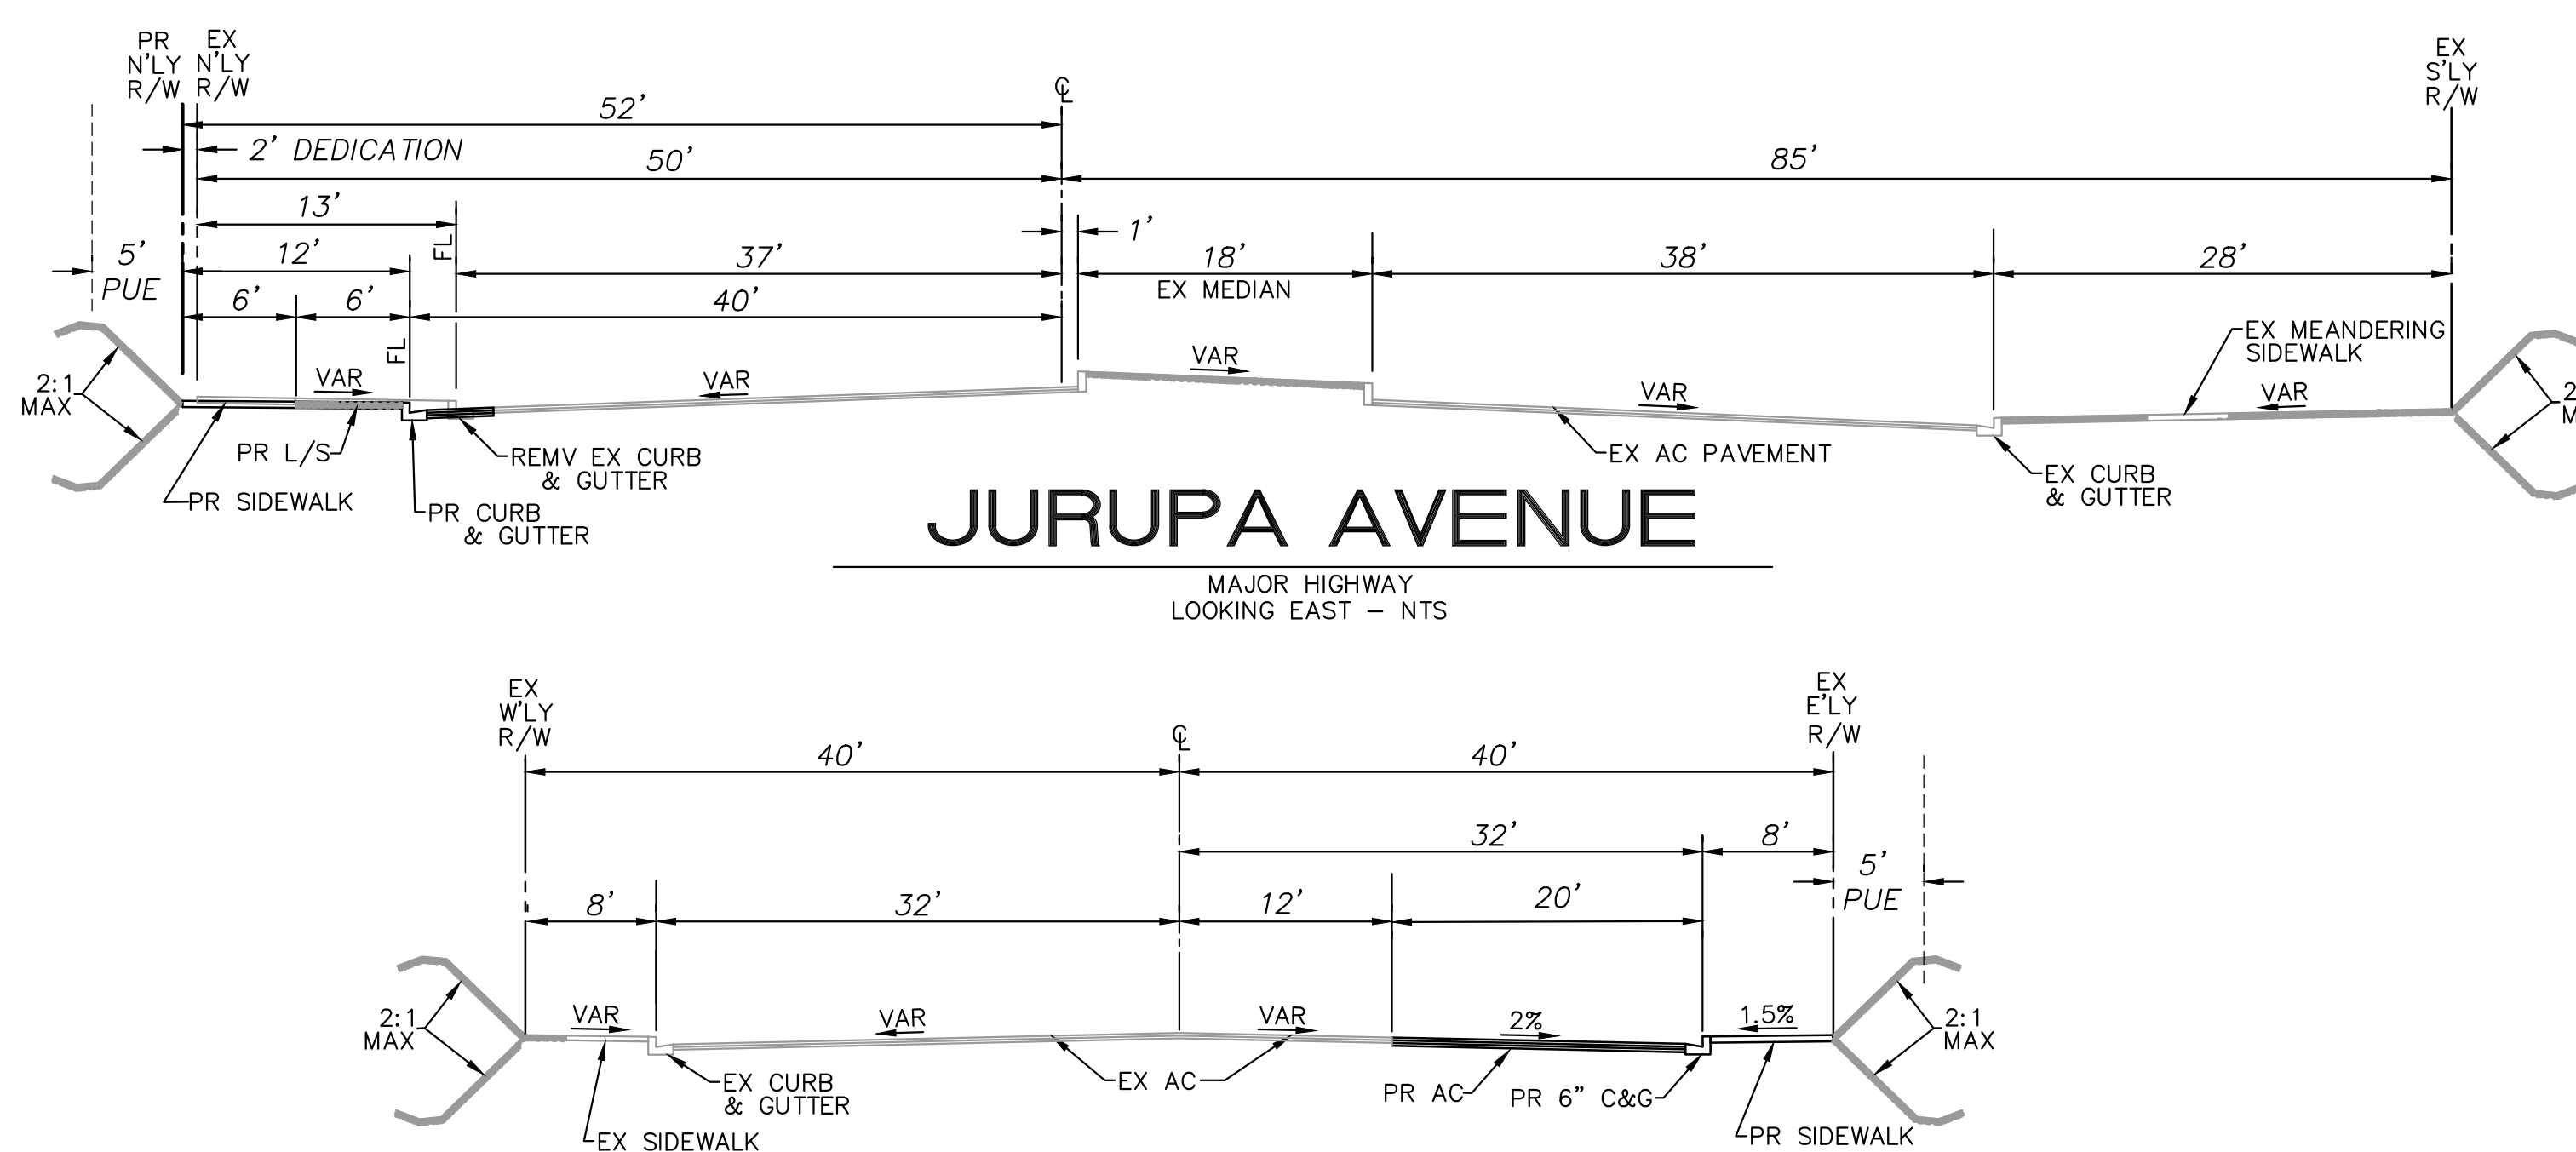 PR
N'LY
R/W
EX
N'LY
R/W
℄
EX
S'LY
R/W
52'
2' DEDICATION
50'
85'
13'
1'
5'
PUE
12'
FL
37'
18'
EX MEDIAN
38'
28'
6'
6'
40'
FL
2:1
MAX
VAR
VAR
VAR
VAR
VAR
EX MEANDERING
SIDEWALK
PR L/S
REMV EX CURB
& GUTTER
EX AC PAVEMENT
PR SIDEWALK
PR CURB
& GUTTER
EX CURB
& GUTTER
JURUPA AVENUE
MAJOR HIGHWAY
LOOKING EAST - NTS
EX
W'LY
R/W
℄
EX
E'LY
R/W
40'
40'
32'
8'
5'
PUE
8'
32'
12'
20'
2:1
MAX
VAR
VAR
VAR
2%
1.5%
2:1
MAX
EX CURB
& GUTTER
EX AC
PR AC
PR 6" C&G
EX SIDEWALK
PR SIDEWALK